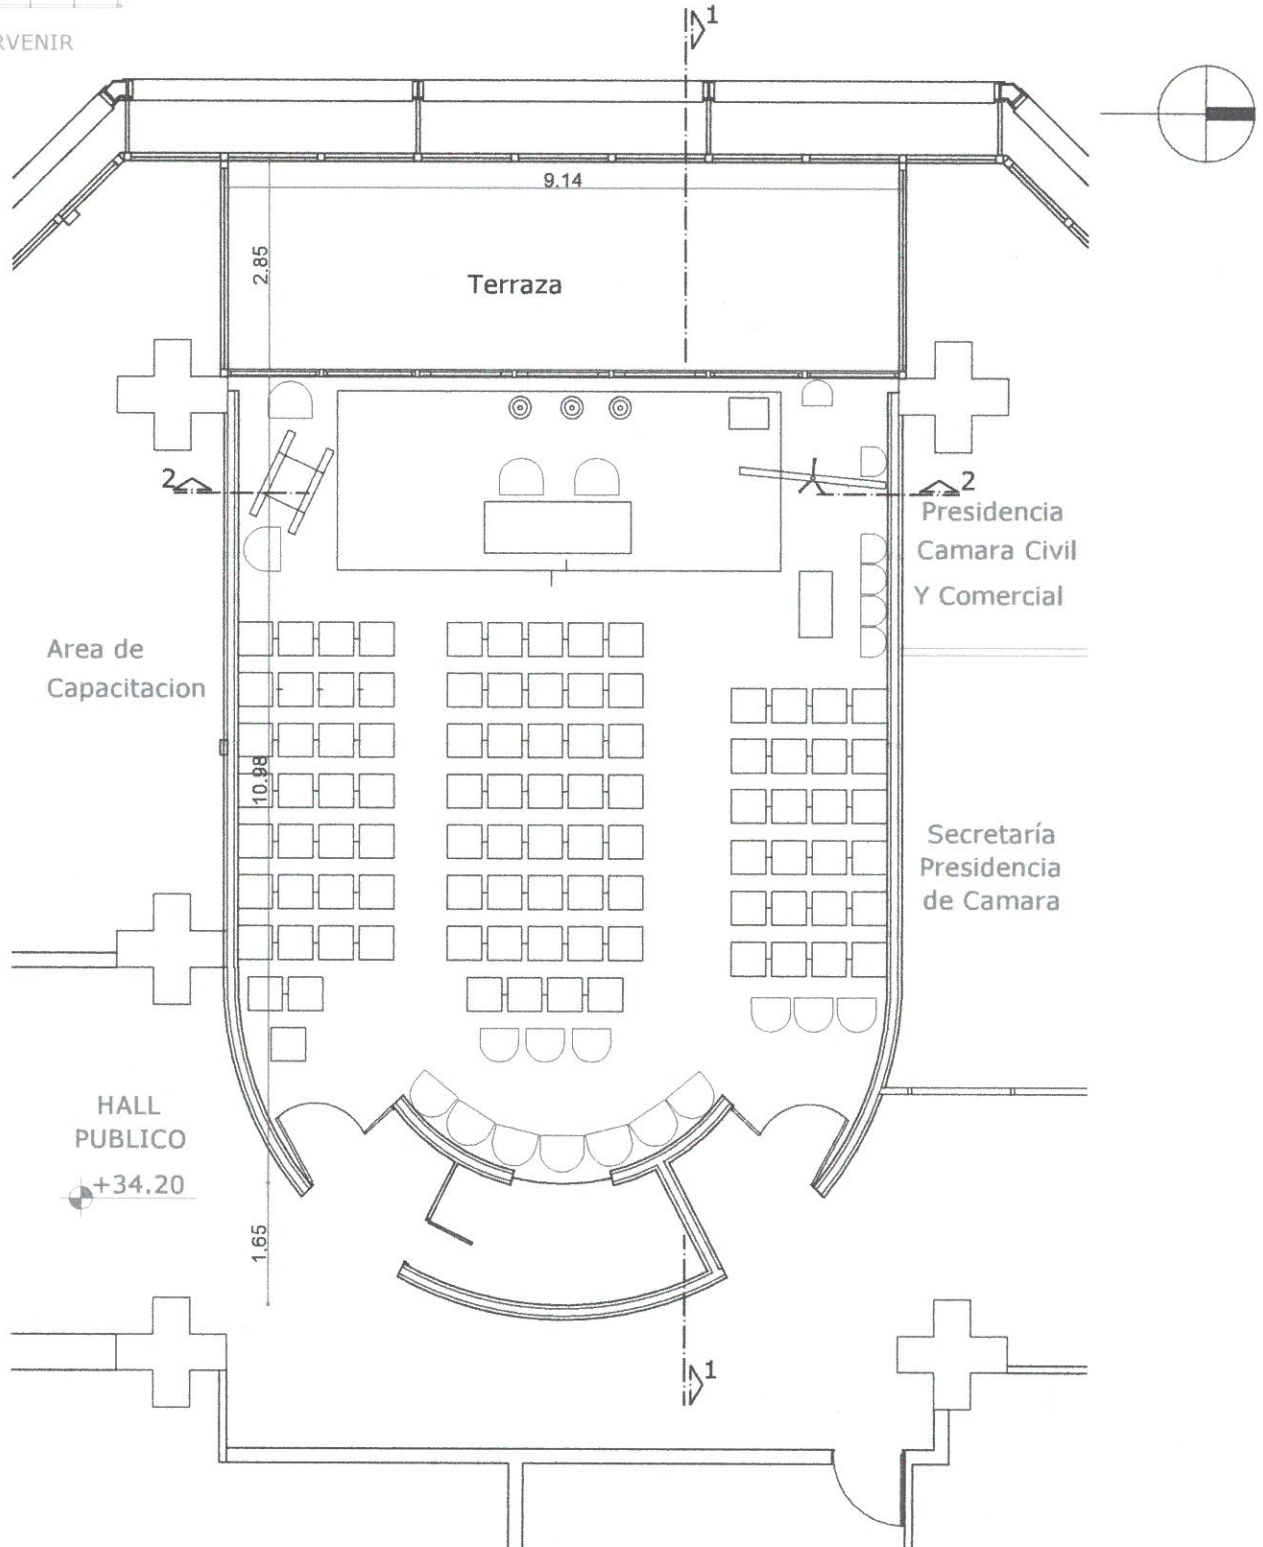 RVENIR
1
9.14
2.85
Terraza
2
2
Presidencia
Camara Civil
Y Comercial
Area de
Capacitacion
10.98
Secretaría
Presidencia
de Camara
HALL
PUBLICO
+34.20
1.65
1